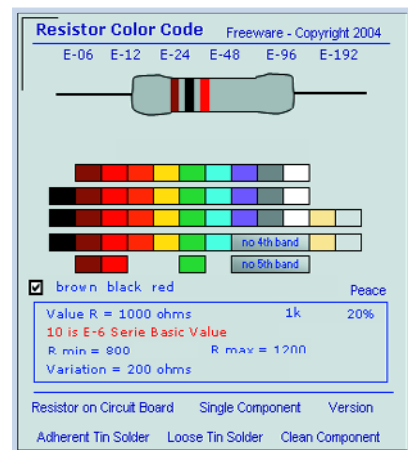 Resistor Color Code Freeware - Copyright 2004
E-06 E-12 E-24 E-48 E-96 E-192
no 4th band
no 5th band
brown black red
Peace
Value R = 1000 ohms 1k 20%
10 is E-6 Serie Basic Value
R min = 800 R max = 1200
Variation = 200 ohms
Resistor on Circuit Board Single Component Version
Adherent Tin Solder Loose Tin Solder Clean Component